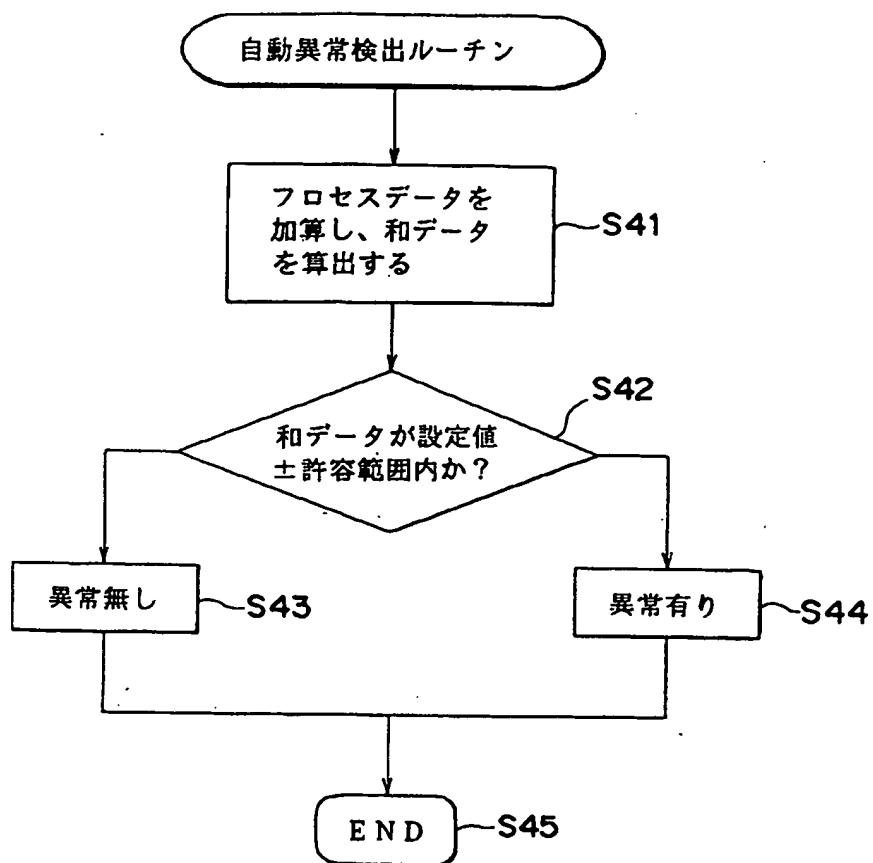 自動異常検出ルーチン
フロセスデータを
加算し、和データ
を算出する
S41
S42
和データが設定値
±許容範囲内か?
異常無し
S43
異常有り
S44
END
S45